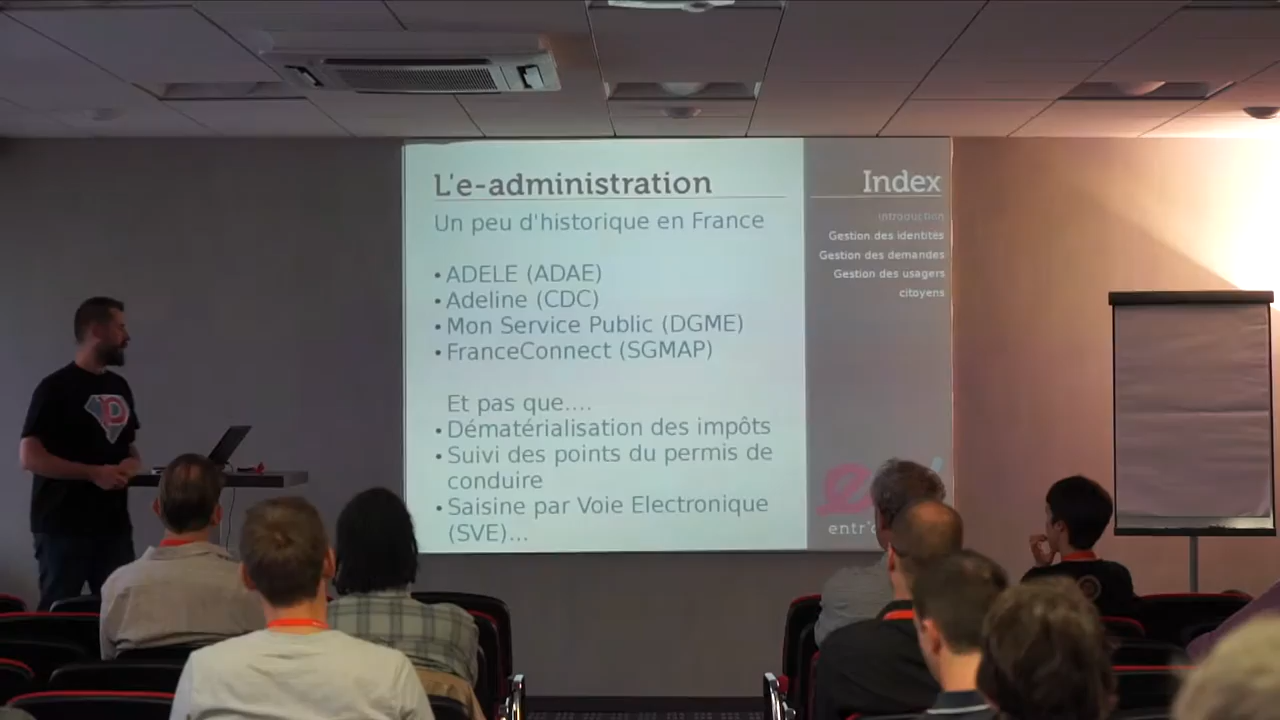 L'e-administration
Un peu d'historique en France
• ADELE (ADAE)
• Adeline (CDC)
• Mon Service Public (DGME)
• FranceConnect (SGMAP)
Et pas que....
• Dématérialisation des impôts
• Suivi des points du permis de
conduire
• Saisine par Voie Electronique
(SVE)...
Index
Introduction
Gestion des identités
Gestion des demandes
Gestion des usagers
citoyens
entr'
D